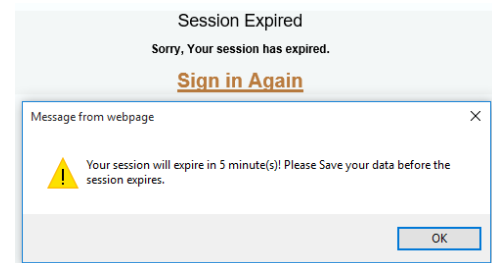 Session Expired
Sorry, Your session has expired.
Sign in Again
Message from webpage
Your session will expire in 5 minute(s)! Please Save your data before the
session expires.
OK